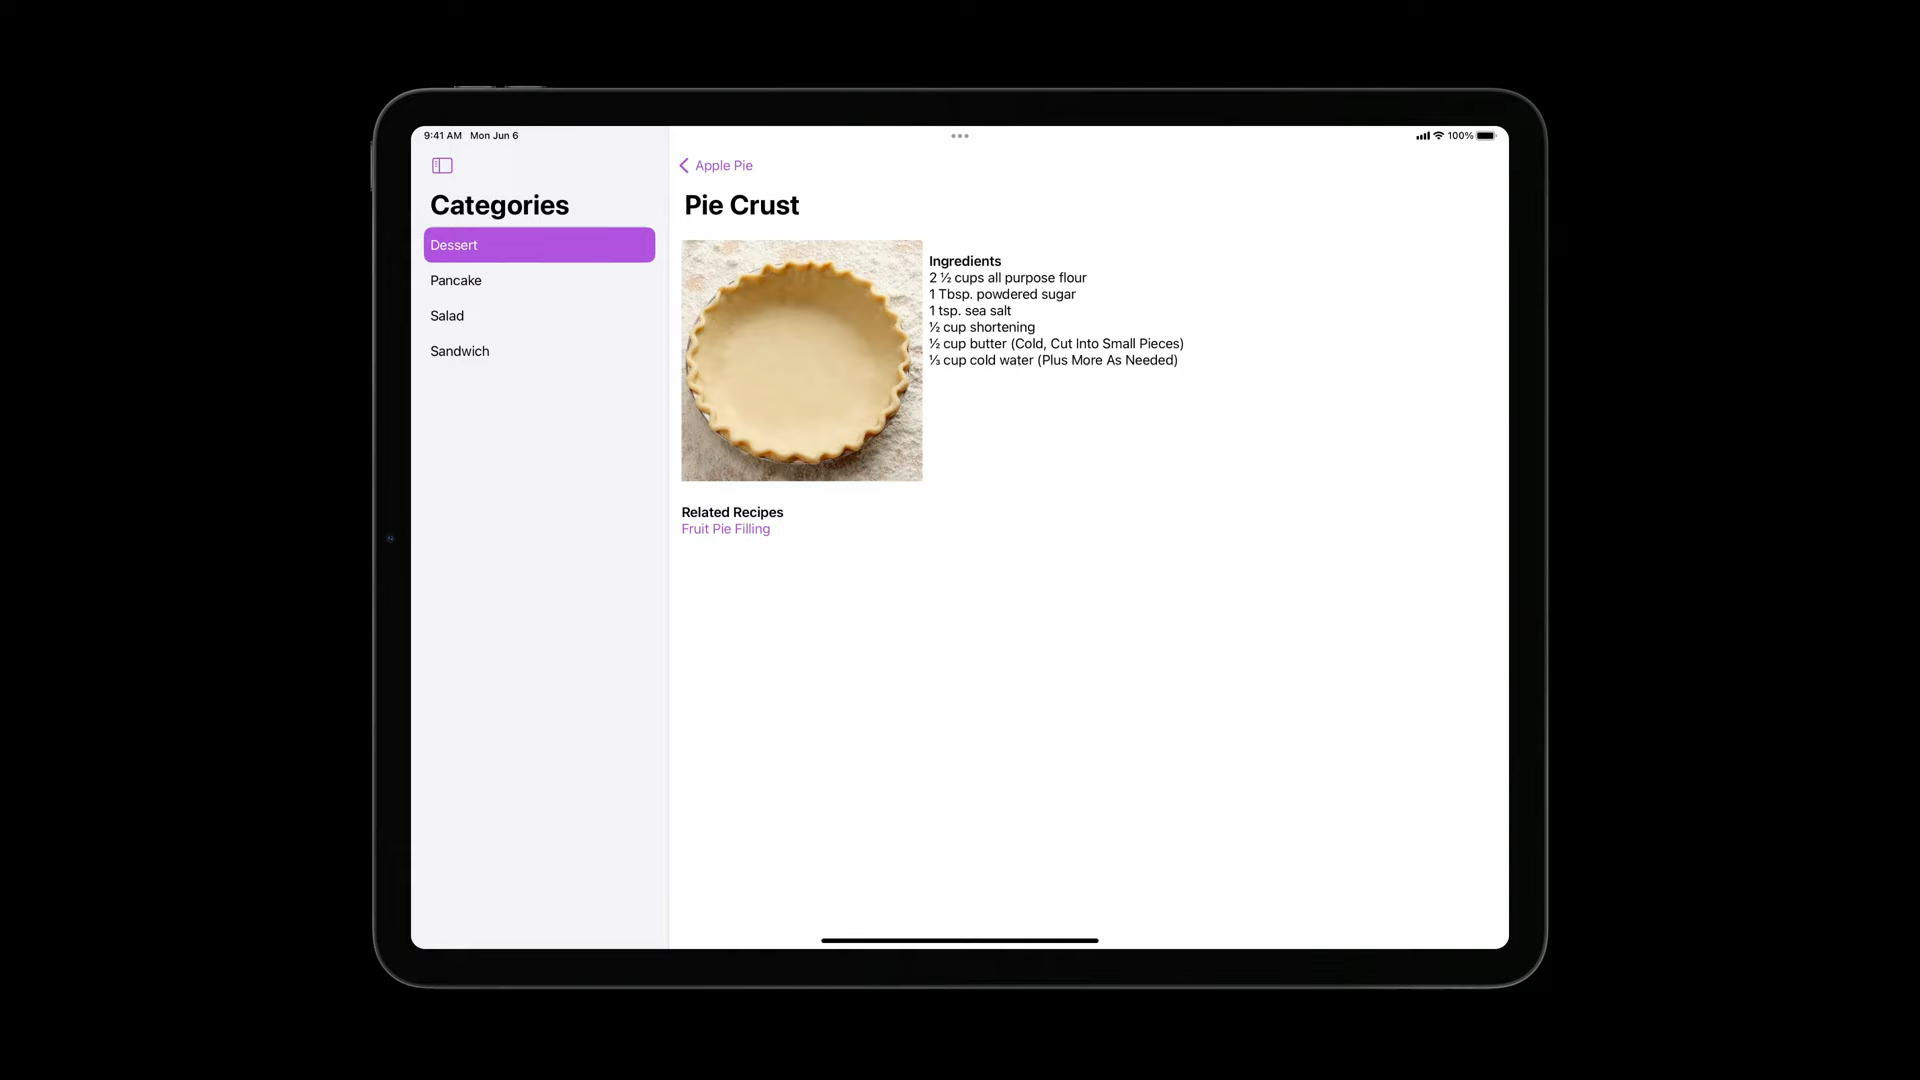 9:41 AM Mon Jun 6
100%
Categories
Dessert
Pancake
Salad
Sandwich
Apple Pie
Pie Crust
Ingredients
2 ½ cups all purpose flour
1 Tbsp. powdered sugar
1 tsp. sea salt
½ cup shortening
½ cup butter (Cold, Cut Into Small Pieces)
⅓ cup cold water (Plus More As Needed)
Related Recipes
Fruit Pie Filling